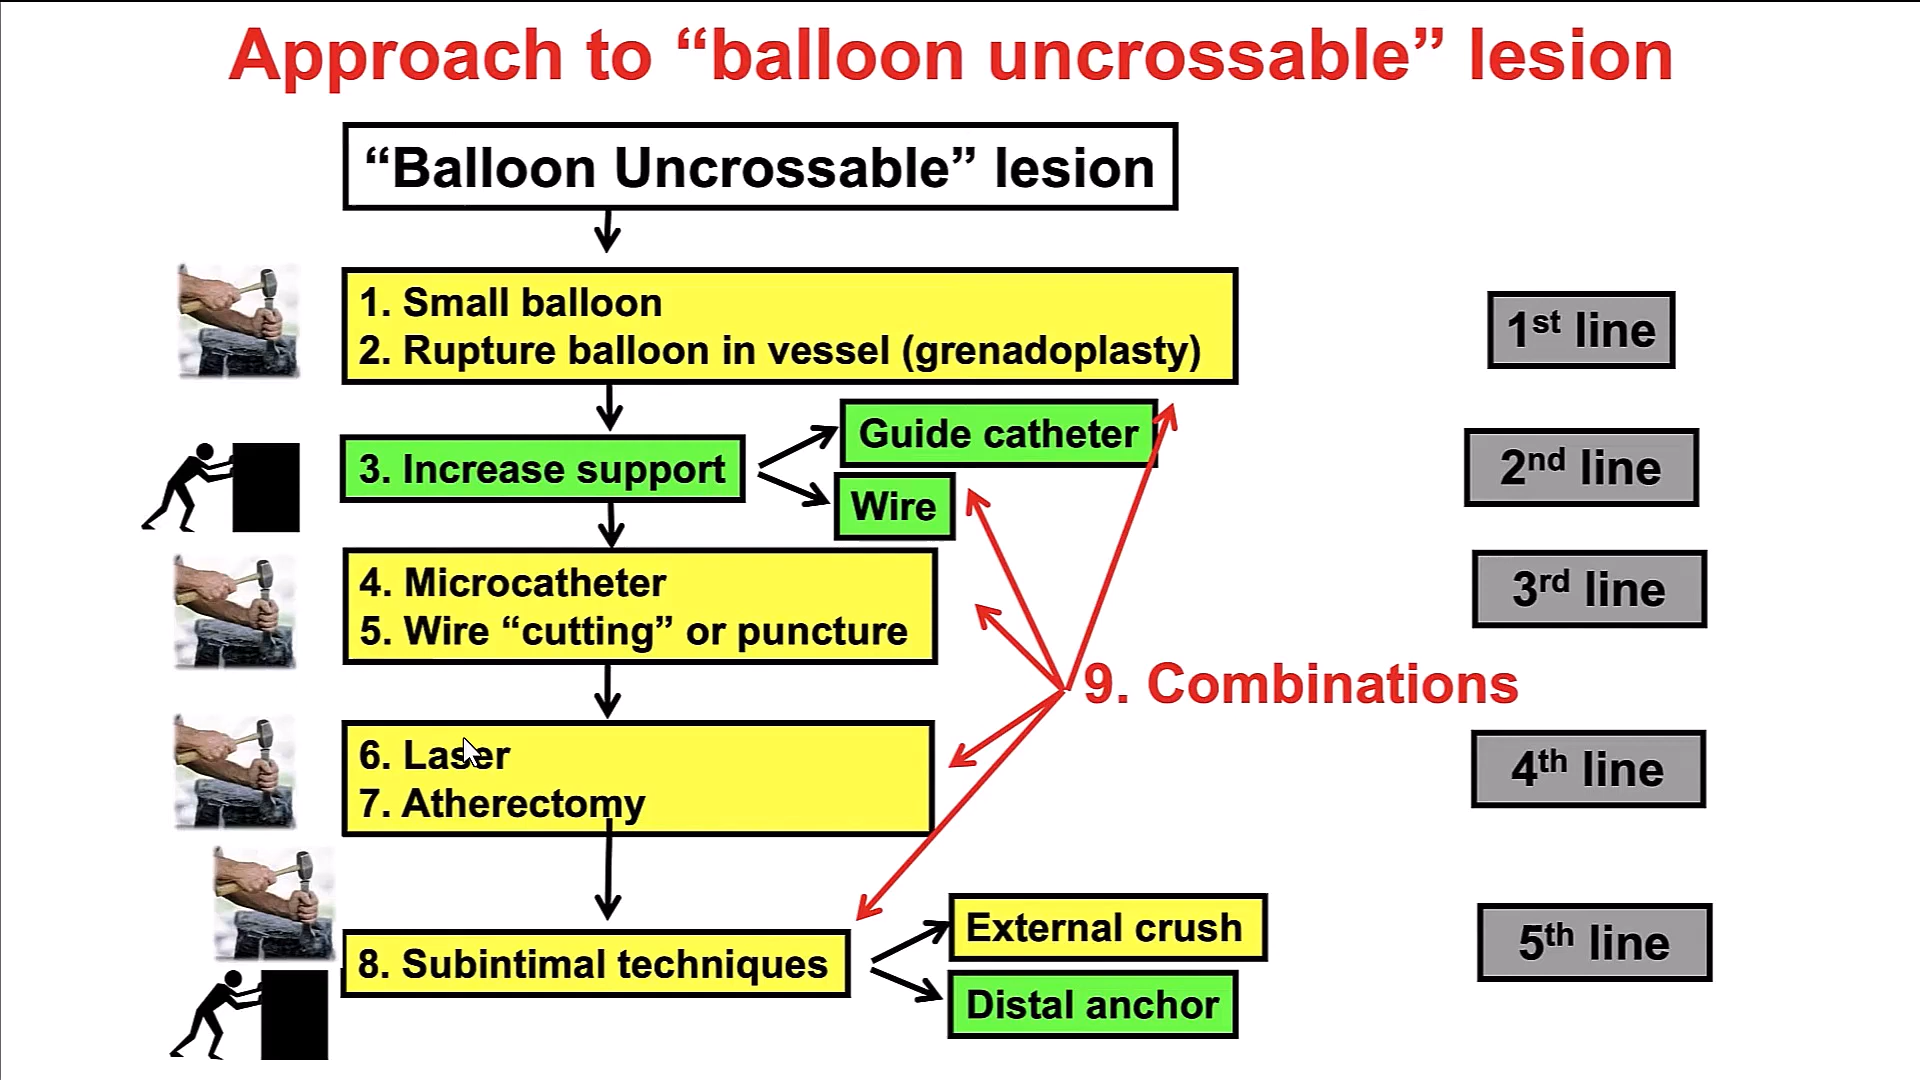 Approach to “balloon uncrossable” lesion
“Balloon Uncrossable” lesion
1. Small balloon
2. Rupture balloon in vessel (grenadoplasty)
1st line
3. Increase support
Guide catheter
Wire
2nd line
4. Microcatheter
5. Wire “cutting” or puncture
3rd line
9. Combinations
6. Laser
7. Atherectomy
4th line
8. Subintimal techniques
External crush
Distal anchor
5th line